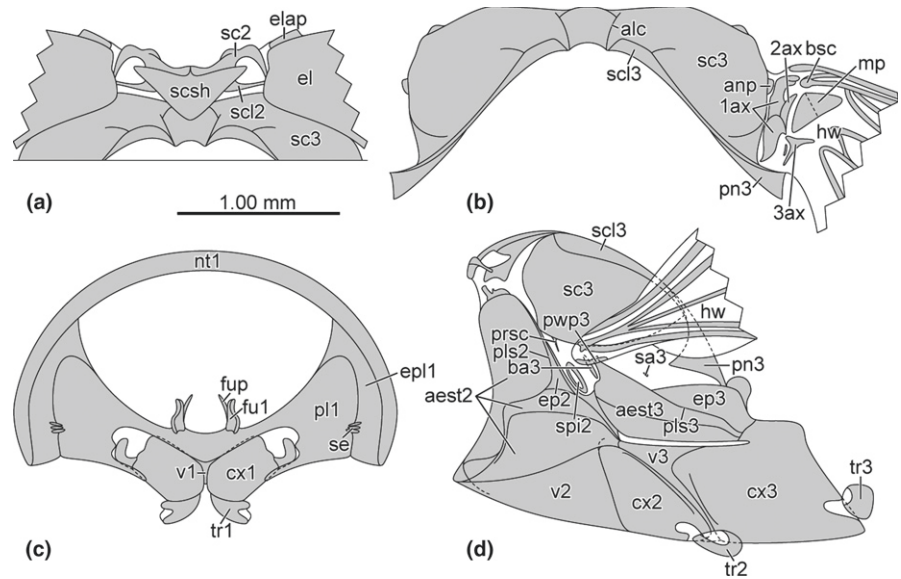 elap
sc2
scsh
el
scl2
sc3
(a)
alc
scl3
sc3
2ax bsc
mp
anp
1ax
hw
pn3
3ax
(b)
1.00 mm
nt1
epl1
fup
fu1
pl1
se
v1
cx1
tr1
(c)
scl3
sc3
hw
pwp3
prsc
pls2
ba3
sa3
pn3
aest2
ep2
spi2
aest3
ep3
pls3
v3
v2
cx2
cx3
tr3
tr2
(d)